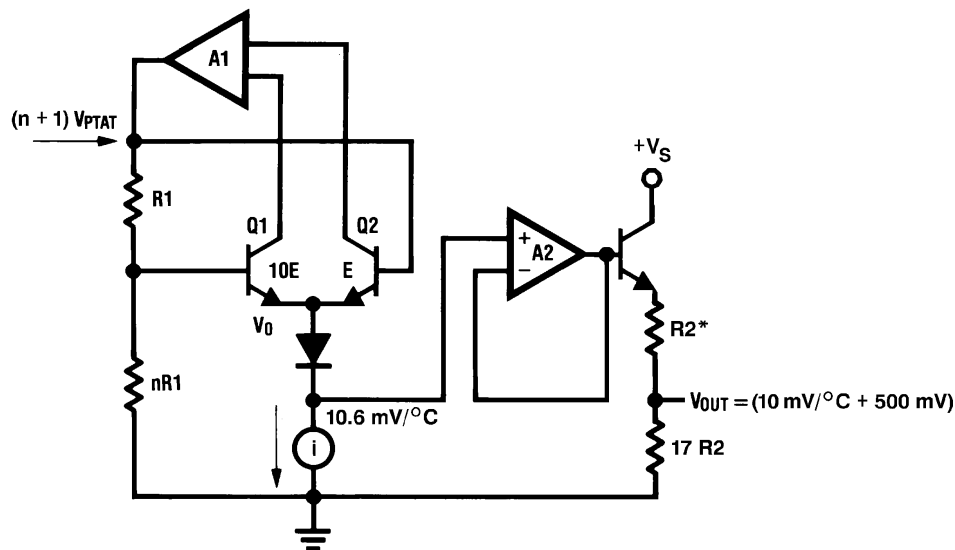 A1
(n + 1) VPTAT
+VS
R1
Q1
Q2
10E
E
+
A2
−
V0
R2*
nR1
10.6 mV/°C
VOUT = (10 mV/°C + 500 mV)
i
17 R2